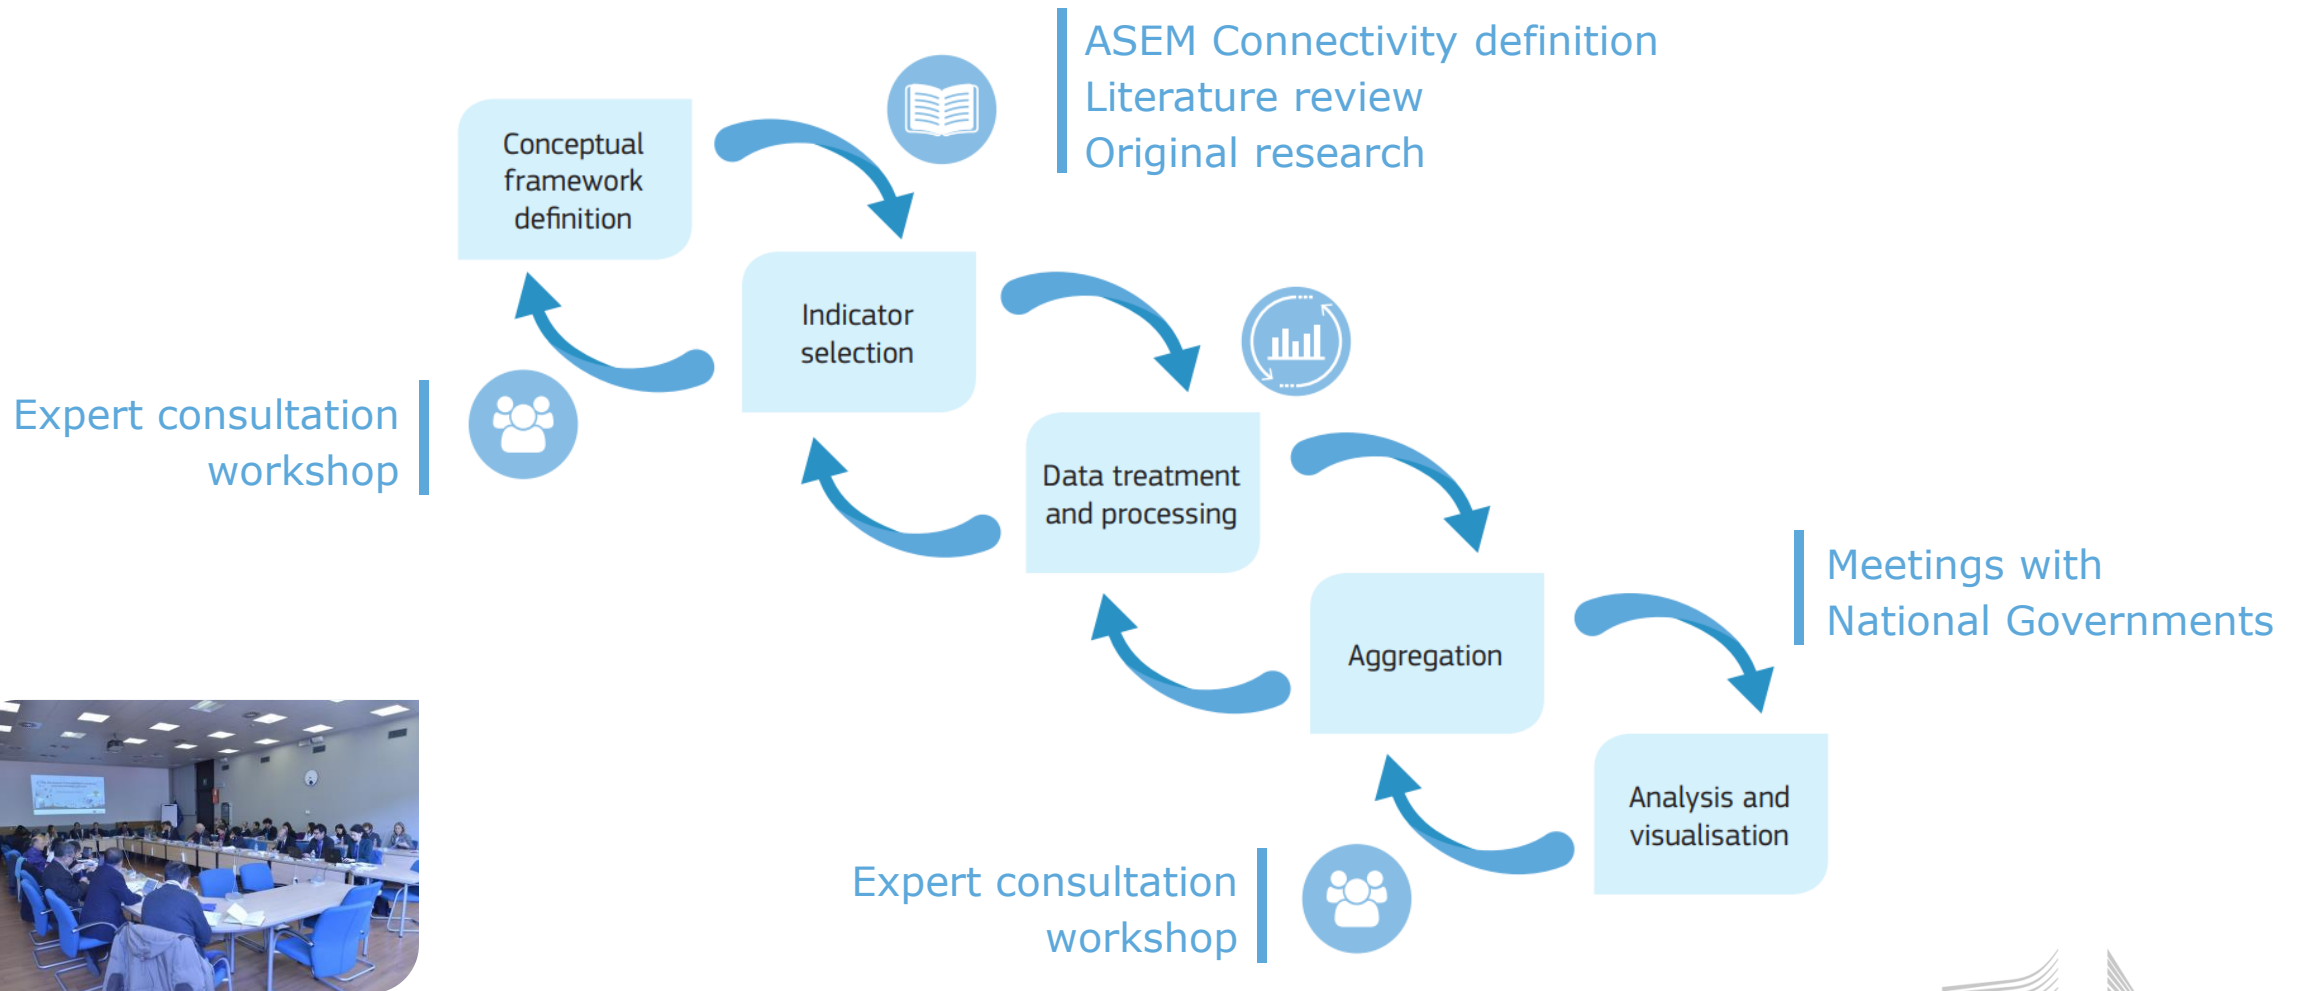 ASEM Connectivity definition
Literature review
Original research
Conceptual
framework
definition
Indicator
selection
Expert consultation
workshop
Data treatment
and processing
Meetings with
National Governments
Aggregation
Analysis and
visualisation
Expert consultation
workshop